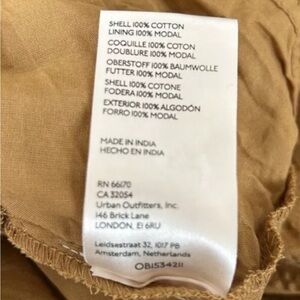 SHELL 100% COTTON
LINING 100% MODAL
COQUILLE 100% COTON
DOUBLURE 100% MODAL
OBERSTOFF 100% BAUMWOLLE
FUTTER 100% MODAL
SHELL 100% COTONE
FODERA 100% MODAL
EXTERIOR 100% ALGODÓN
FORRO 100% MODAL
MADE IN INDIA
HECHO EN INDIA
RN 66170
CA 32054
Urban Outfitters, Inc.
146 Brick Lane
LONDON, E1 6RU
Leidsestraat 32, 1017 PB
Amsterdam, Netherlands
OB1534211